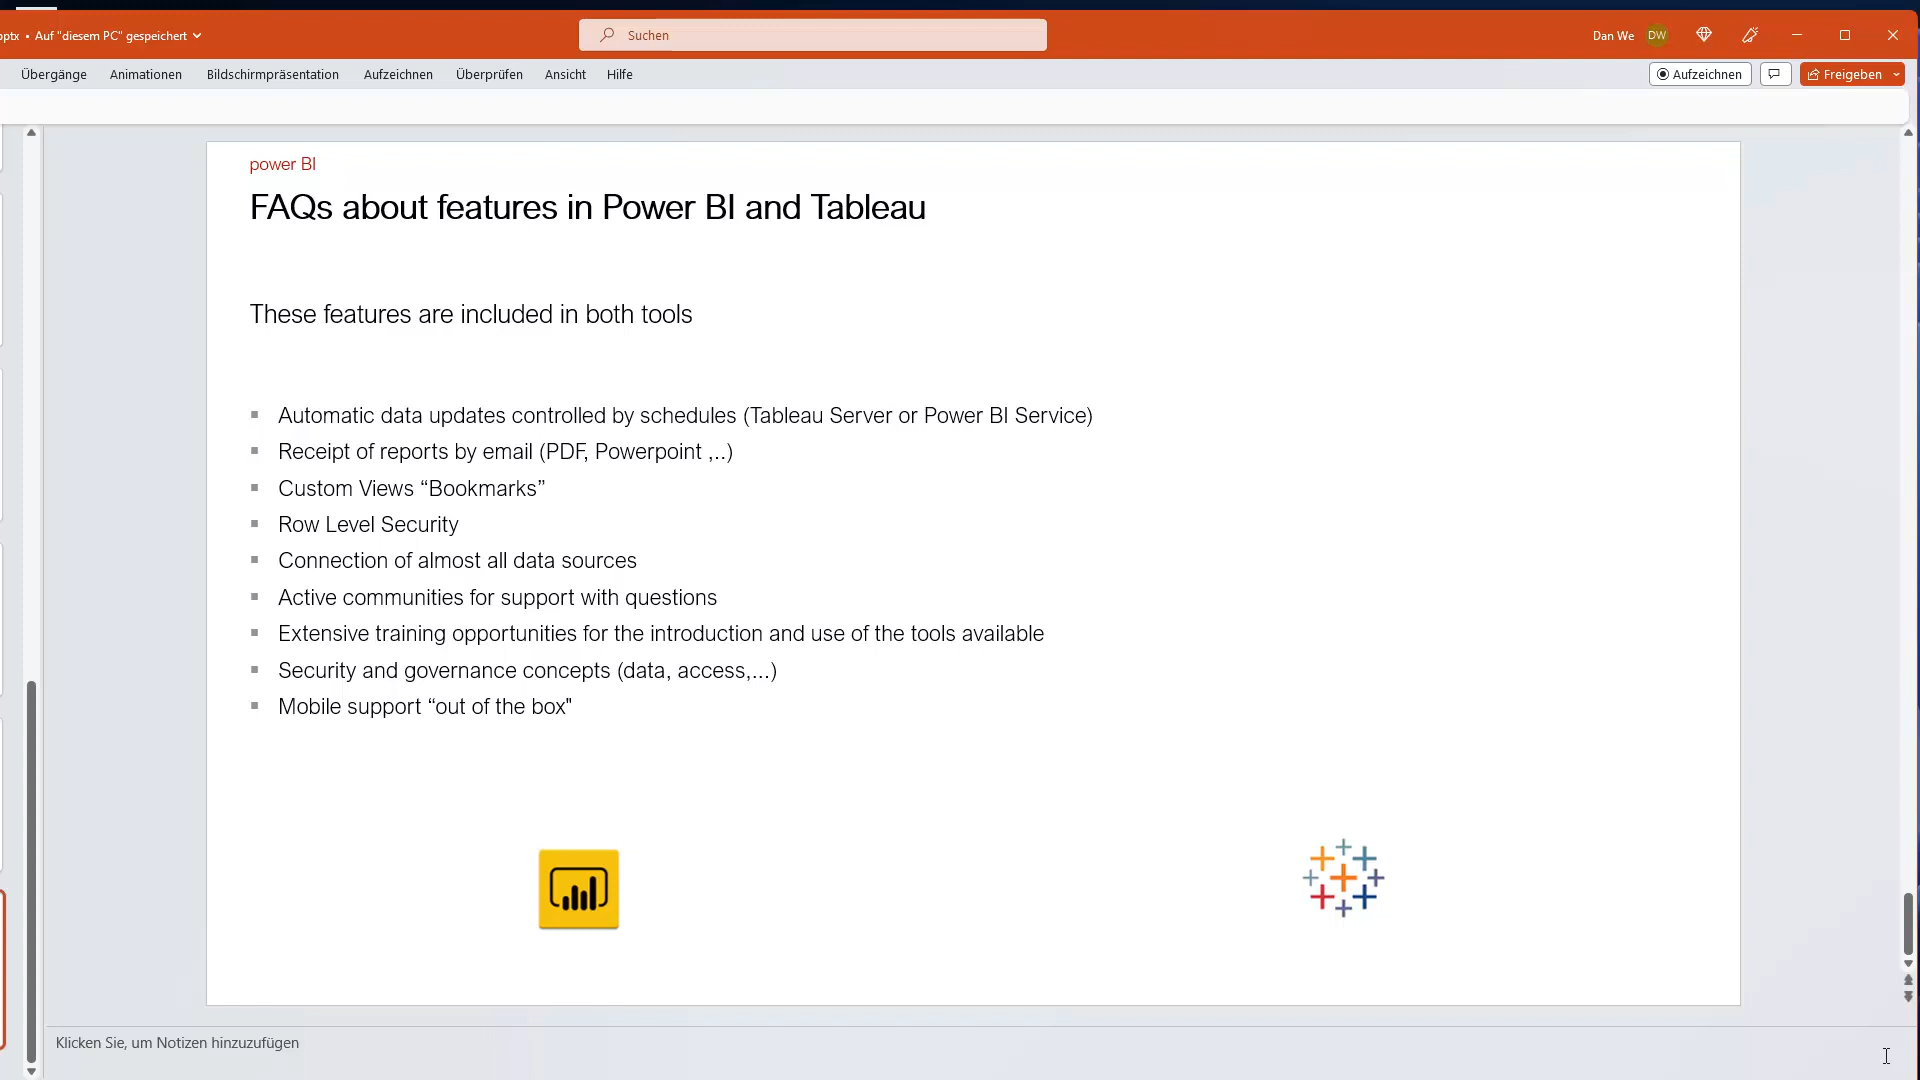 pptx • Auf "diesem PC" gespeichert
Suchen
Dan We DW
Übergänge Animationen Bildschirmpräsentation Aufzeichnen Überprüfen Ansicht Hilfe
Aufzeichnen Freigeben
power BI
FAQs about features in Power BI and Tableau
These features are included in both tools
▪ Automatic data updates controlled by schedules (Tableau Server or Power BI Service)
▪ Receipt of reports by email (PDF, Powerpoint ,..)
▪ Custom Views “Bookmarks”
▪ Row Level Security
▪ Connection of almost all data sources
▪ Active communities for support with questions
▪ Extensive training opportunities for the introduction and use of the tools available
▪ Security and governance concepts (data, access,...)
▪ Mobile support “out of the box"
Klicken Sie, um Notizen hinzuzufügen